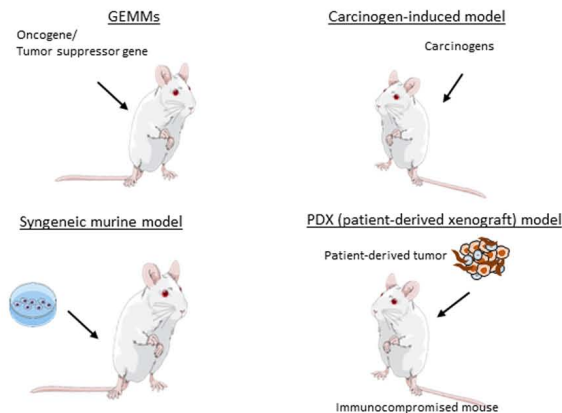 GEMMs
Oncogene/
Tumor suppressor gene
Carcinogen-induced model
Carcinogens
Syngeneic murine model
PDX (patient-derived xenograft) model
Patient-derived tumor
Immunocompromised mouse